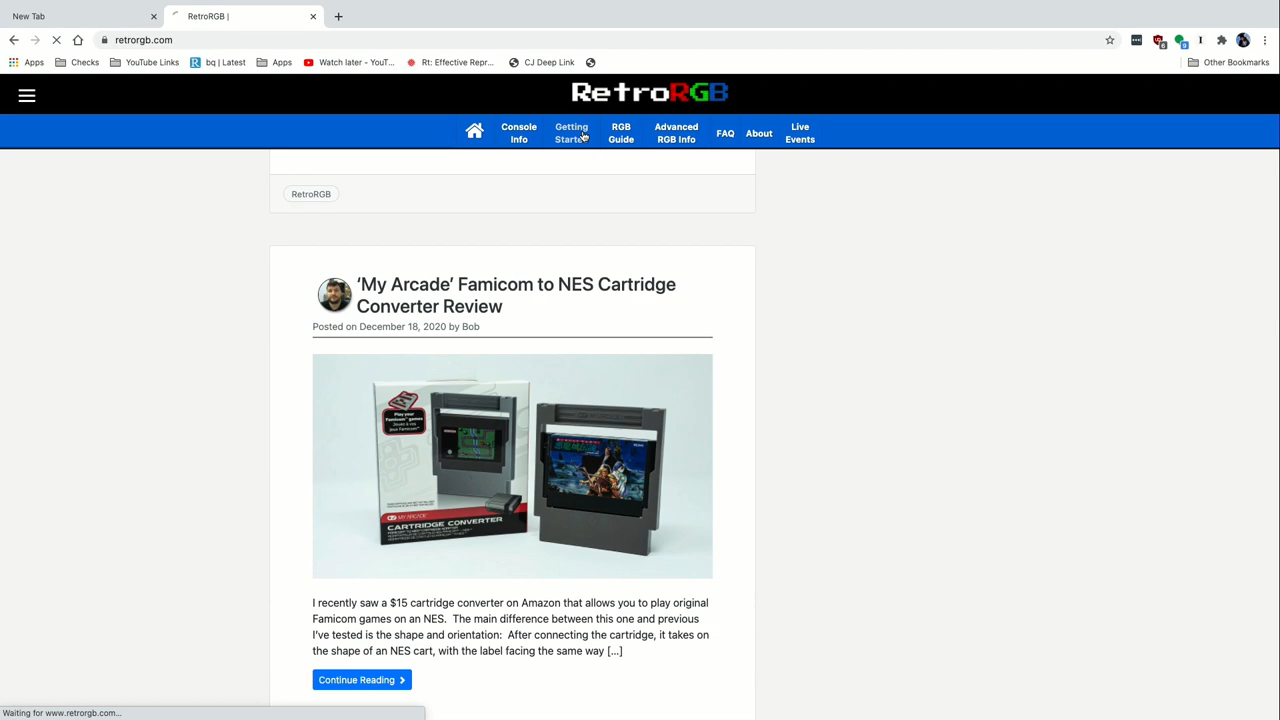 New Tab
RetroRGB |
retrorgb.com
Apps
Checks
YouTube Links
bq | Latest
Apps
Watch later – YouT...
Rt: Effective Repr...
CJ Deep Link
Other Bookmarks
RetroRGB
Console Info
Getting Started
RGB Guide
Advanced RGB Info
FAQ
About
Live Events
RetroRGB
‘My Arcade’ Famicom to NES Cartridge
Converter Review
Posted on December 18, 2020 by Bob
MY ARCADE
CARTRIDGE CONVERTER
I recently saw a $15 cartridge converter on Amazon that allows you to play original
Famicom games on an NES.  The main difference between this one and previous
I’ve tested is the shape and orientation:  After connecting the cartridge, it takes on
the shape of an NES cart, with the label facing the same way [...]
Continue Reading
Waiting for www.retrorgb.com...